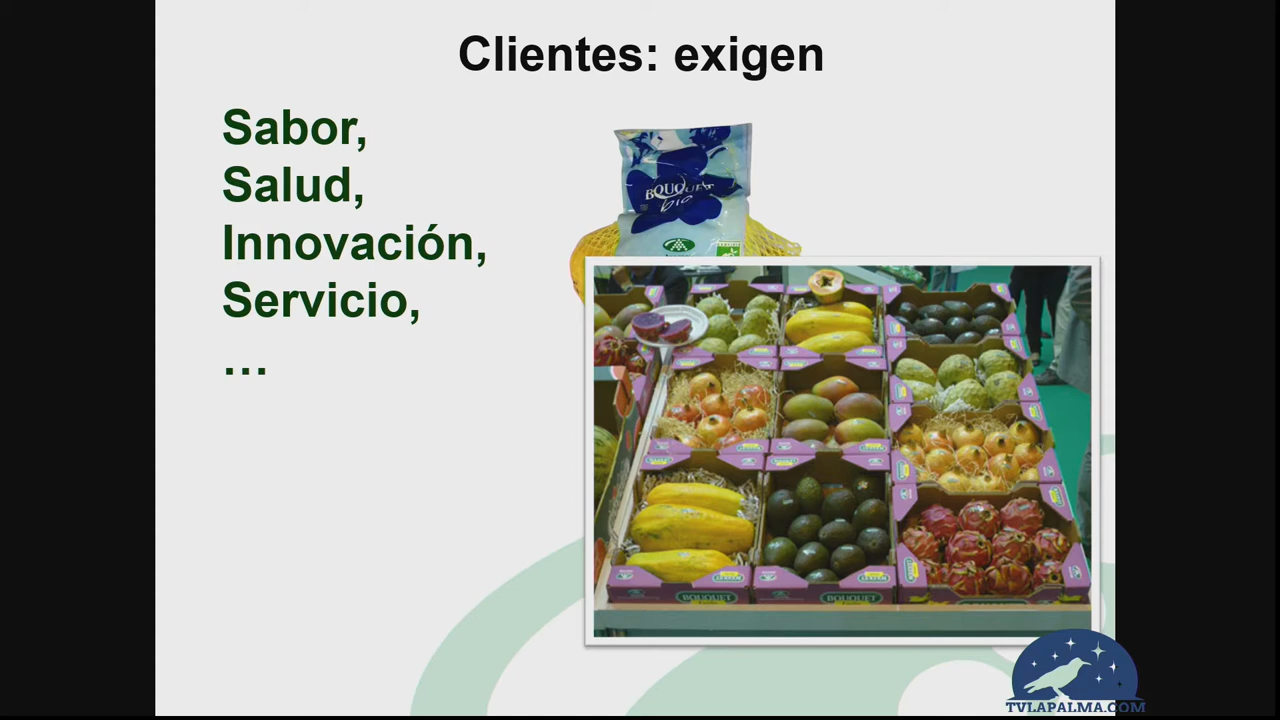 Clientes: exigen
Sabor,
Salud,
Innovación,
Servicio,
…
BOUQUET
bio
BOUQUET
BOUQUET
TVLAPALMA.COM